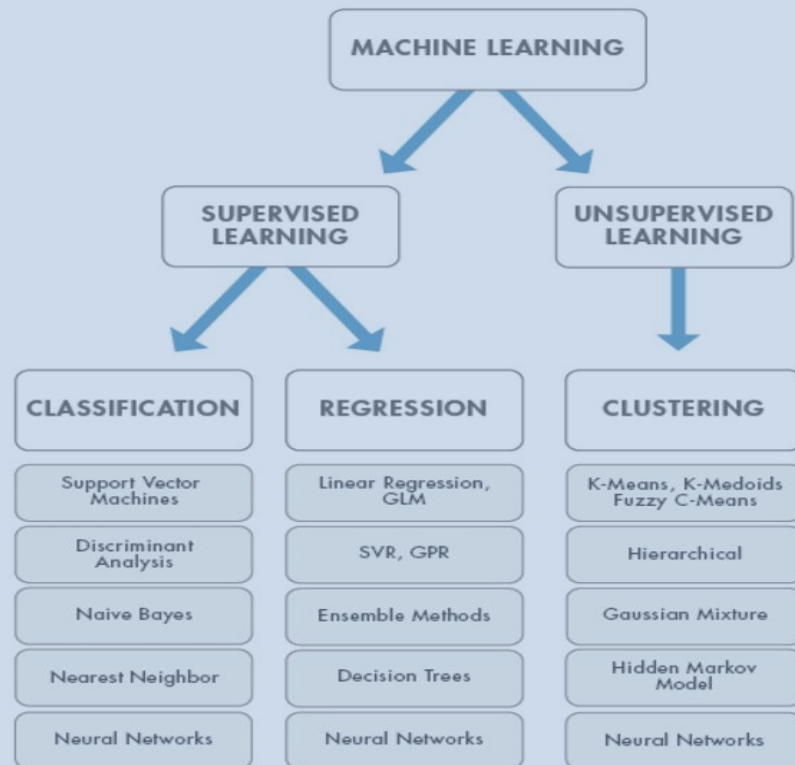 MACHINE LEARNING
SUPERVISED
LEARNING
UNSUPERVISED
LEARNING
CLASSIFICATION
Support Vector
Machines
Discriminant
Analysis
Naive Bayes
Nearest Neighbor
Neural Networks
REGRESSION
Linear Regression,
GLM
SVR, GPR
Ensemble Methods
Decision Trees
Neural Networks
CLUSTERING
K-Means, K-Medoids
Fuzzy C-Means
Hierarchical
Gaussian Mixture
Hidden Markov
Model
Neural Networks